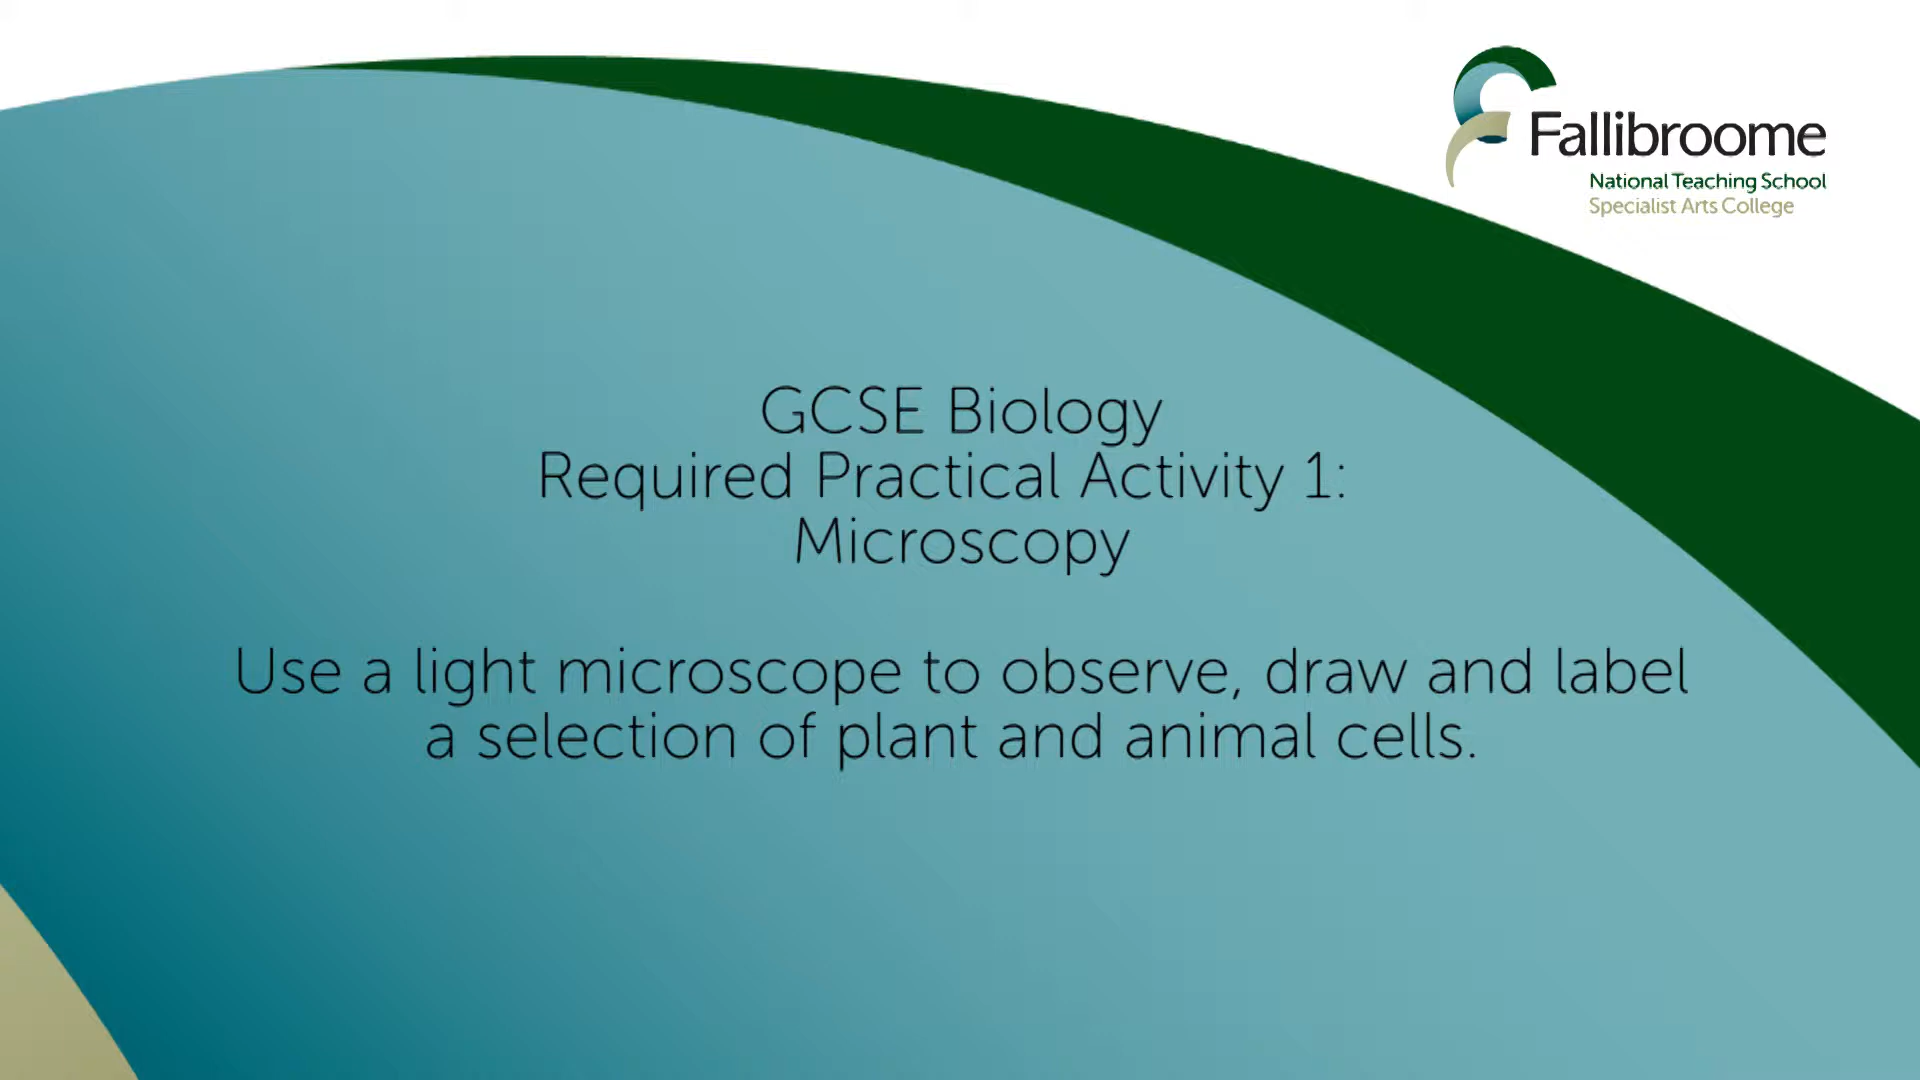 Fallibroome
National Teaching School
Specialist Arts College
GCSE Biology
Required Practical Activity 1:
Microscopy
Use a light microscope to observe, draw and label
a selection of plant and animal cells.